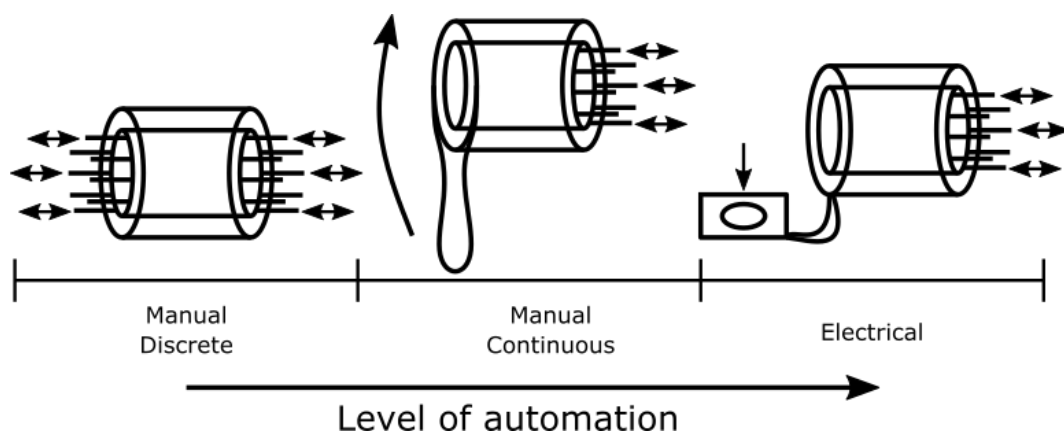 Manual
Discrete
Manual
Continuous
Electrical
Level of automation